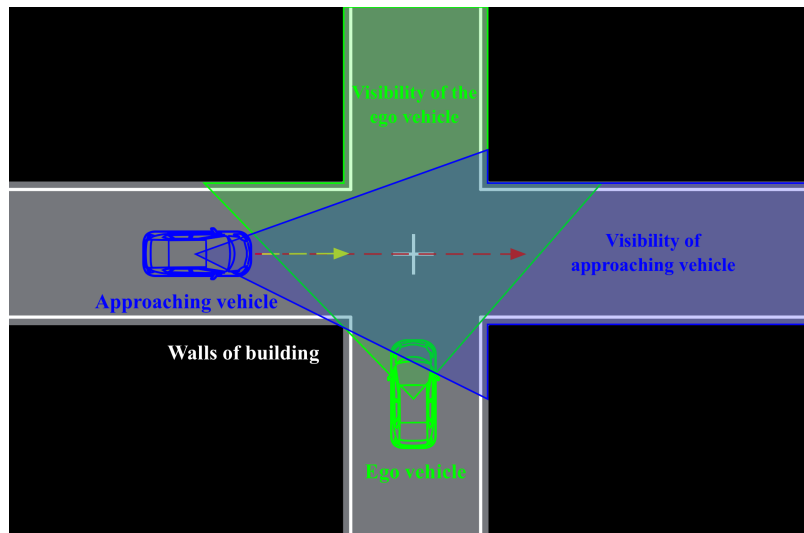 Visibility of the
ego vehicle
Visibility of
approaching vehicle
Approaching vehicle
Walls of building
Ego vehicle